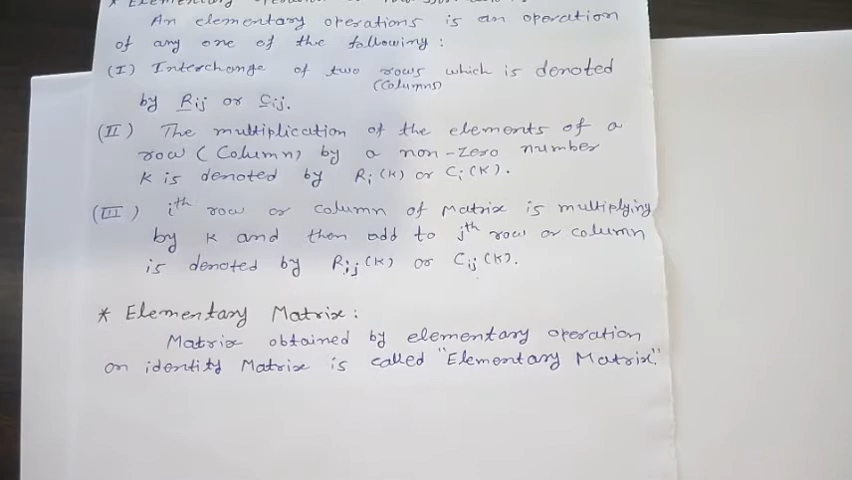 * Elementary
An elementary operations is an operation
of any one of the following :
(I) Interchange of two rows which is denoted
(Columns)
by Rij or Cij.
(II) The multiplication of the elements of a
row (Column) by a non-zero number
K is denoted by Ri(K) or Ci(K).
(III) ith row or column of Matrix is multiplying
by K and then add to jth row or column
is denoted by Rij(K) or Cij(K).
* Elementary Matrix :
Matrix obtained by elementary operation
on identity Matrix is called "Elementary Matrix."